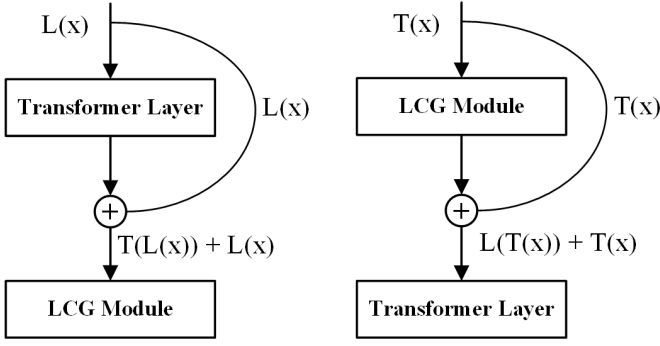 L(x)
Transformer Layer
L(x)
+
T(L(x)) + L(x)
LCG Module
T(x)
LCG Module
T(x)
+
L(T(x)) + T(x)
Transformer Layer